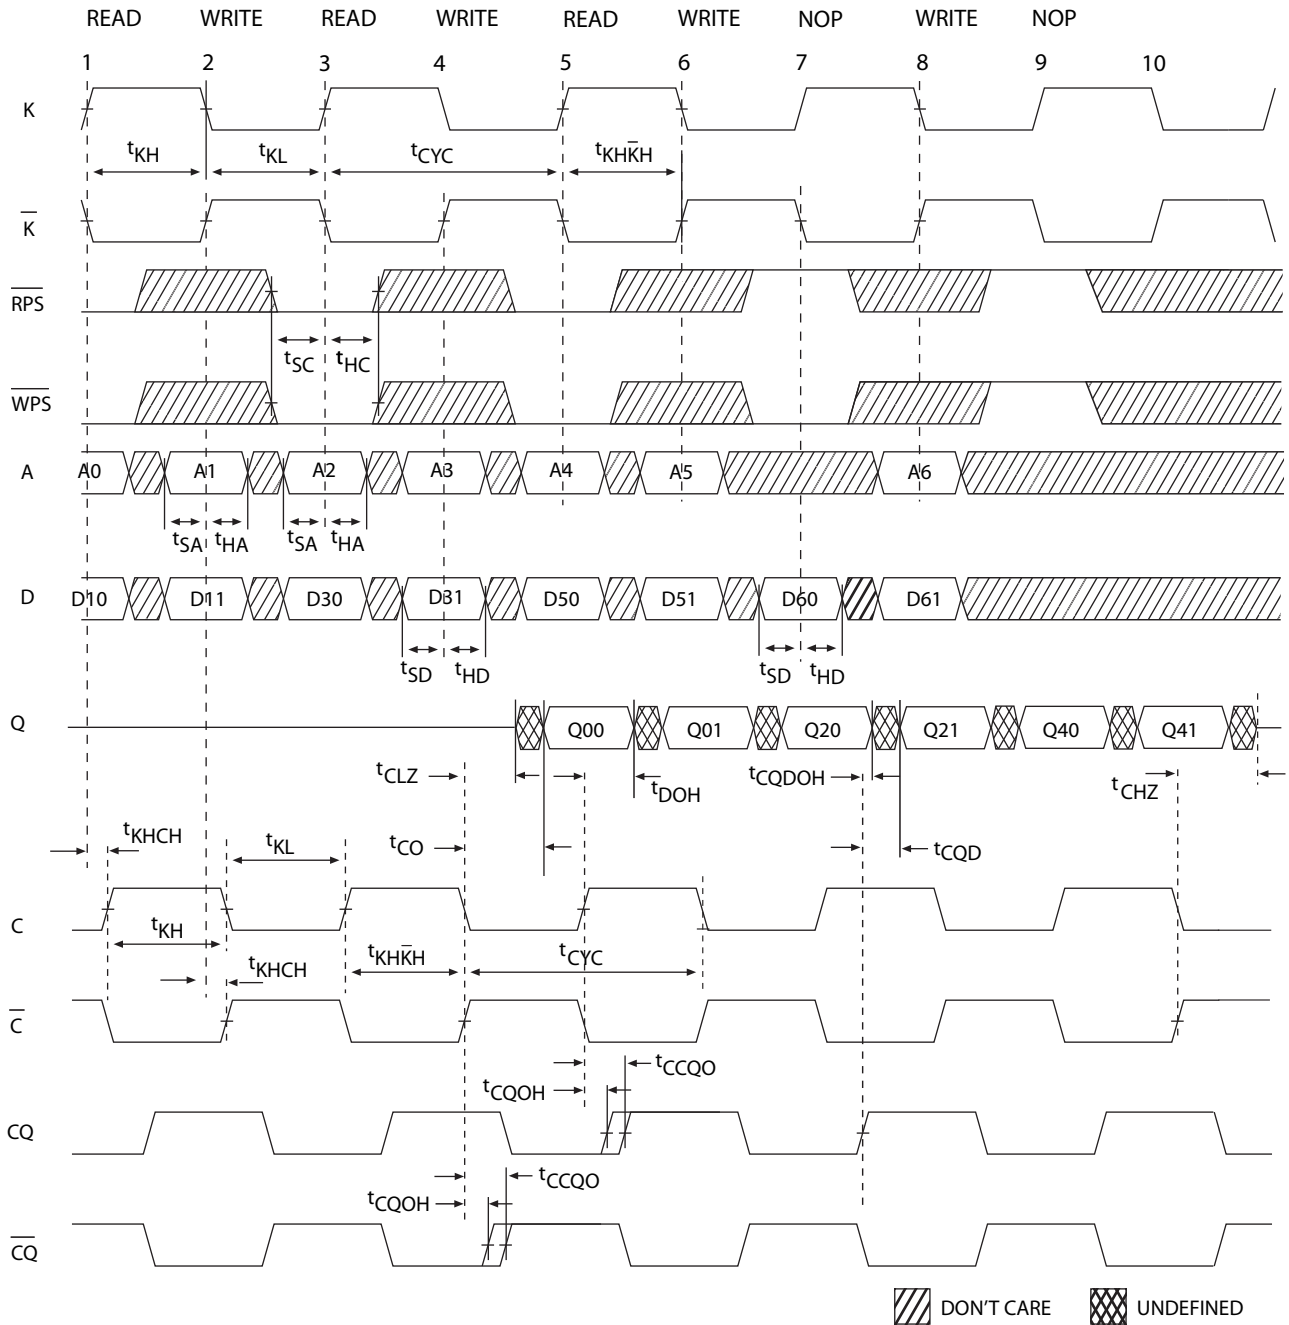 READ WRITE READ WRITE READ WRITE NOP WRITE NOP
1 2 3 4 5 6 7 8 9 10
K
tKH tKL tCYC tKHK̅H
K̅
R̅P̅S̅
tSC tHC
W̅P̅S̅
A A0 A1 A2 A3 A4 A5 A6
tSA tHA tSA tHA
D D10 D11 D30 D31 D50 D51 D60 D61
tSD tHD tSD tHD
Q Q00 Q01 Q20 Q21 Q40 Q41
tCLZ tDOH tCQDOH tCHZ
tKHCH tKL tCO tCQD
C
tKH tKHK̅H tCYC
tKHCH
C̅
tCCQO
tCQOH
CQ
tCCQO
tCQOH
C̅Q̅
DON'T CARE UNDEFINED